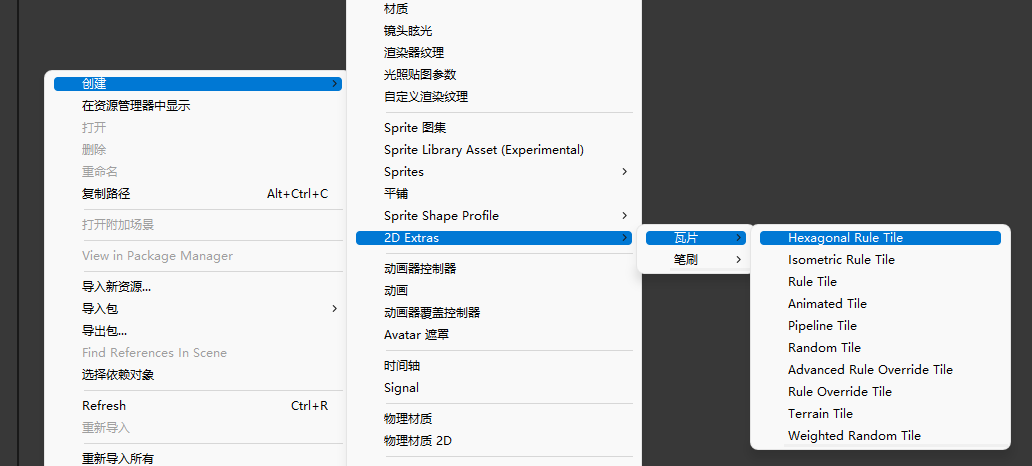 创建
在资源管理器中显示
打开
删除
重命名
复制路径 Alt+Ctrl+C
打开附加场景
View in Package Manager
导入新资源...
导入包
导出包...
Find References In Scene
选择依赖对象
Refresh Ctrl+R
重新导入
重新导入所有
材质
镜头眩光
渲染器纹理
光照贴图参数
自定义渲染纹理
Sprite 图集
Sprite Library Asset (Experimental)
Sprites
平铺
Sprite Shape Profile
2D Extras
动画器控制器
动画
动画器覆盖控制器
Avatar 遮罩
时间轴
Signal
物理材质
物理材质 2D
瓦片
笔刷
Hexagonal Rule Tile
Isometric Rule Tile
Rule Tile
Animated Tile
Pipeline Tile
Random Tile
Advanced Rule Override Tile
Rule Override Tile
Terrain Tile
Weighted Random Tile